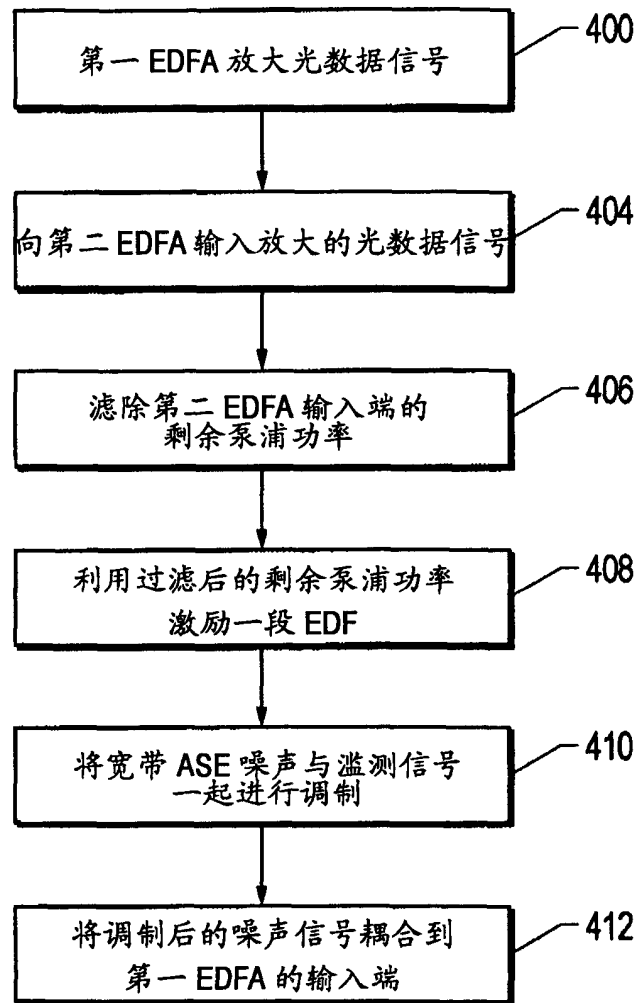 第一 EDFA 放大光数据信号
400
向第二 EDFA 输入放大的光数据信号
404
滤除第二 EDFA 输入端的
剩余泵浦功率
406
利用过滤后的剩余泵浦功率
激励一段 EDF
408
将宽带 ASE 噪声与监测信号
一起进行调制
410
将调制后的噪声信号耦合到
第一 EDFA 的输入端
412